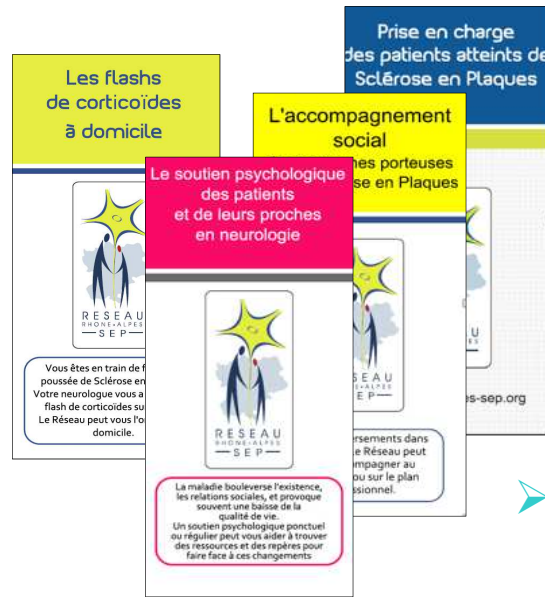 Les flashs
de corticoïdes
à domicile
RESEAU
RHONE-ALPES
SEP
Vous êtes en train de f
poussée de Sclérose en
Votre neurologue vous a
flash de corticoïdes su
Le Réseau peut vous l'o
domicile.
Le soutien psychologique
des patients
et de leurs proches
en neurologie
RESEAU
RHONE-ALPES
SEP
La maladie bouleverse l'existence,
les relations sociales, et provoque
souvent une baisse de la
qualité de vie.
Un soutien psychologique ponctuel
ou régulier peut vous aider à trouver
des ressources et des repères pour
faire face à ces changements
L'accompagnement
social
nes porteuses
se en Plaques
EAU
ALPES
EP
ersements dans
e Réseau peut
mpagner au
ou sur le plan
ssionnel.
Prise en charge
des patients atteints de
Sclérose en Plaques
AU
es-sep.org